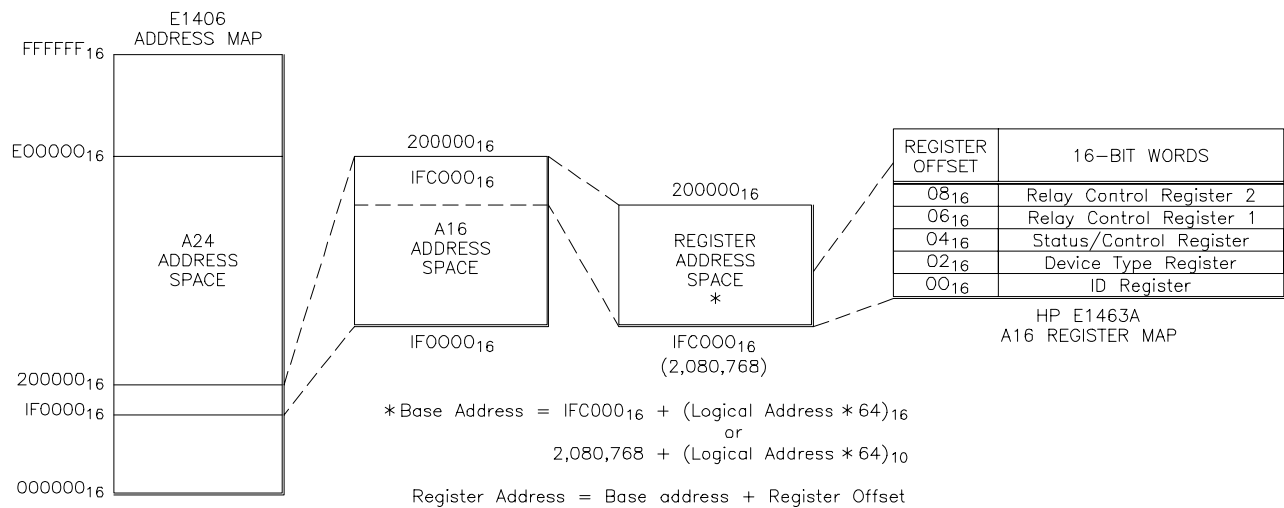 E1406
ADDRESS MAP
FFFFFF₁₆
E00000₁₆
A24
ADDRESS
SPACE
200000₁₆
IF0000₁₆
000000₁₆
200000₁₆
IFC000₁₆
A16
ADDRESS
SPACE
IF0000₁₆
200000₁₆
REGISTER
ADDRESS
SPACE
*
IFC000₁₆
(2,080,768)
REGISTER OFFSET 16-BIT WORDS
08₁₆ Relay Control Register 2
06₁₆ Relay Control Register 1
04₁₆ Status/Control Register
02₁₆ Device Type Register
00₁₆ ID Register
HP E1463A
A16 REGISTER MAP
*Base Address = IFC000₁₆ + (Logical Address * 64)₁₆
or
2,080,768 + (Logical Address * 64)₁₀
Register Address = Base address + Register Offset